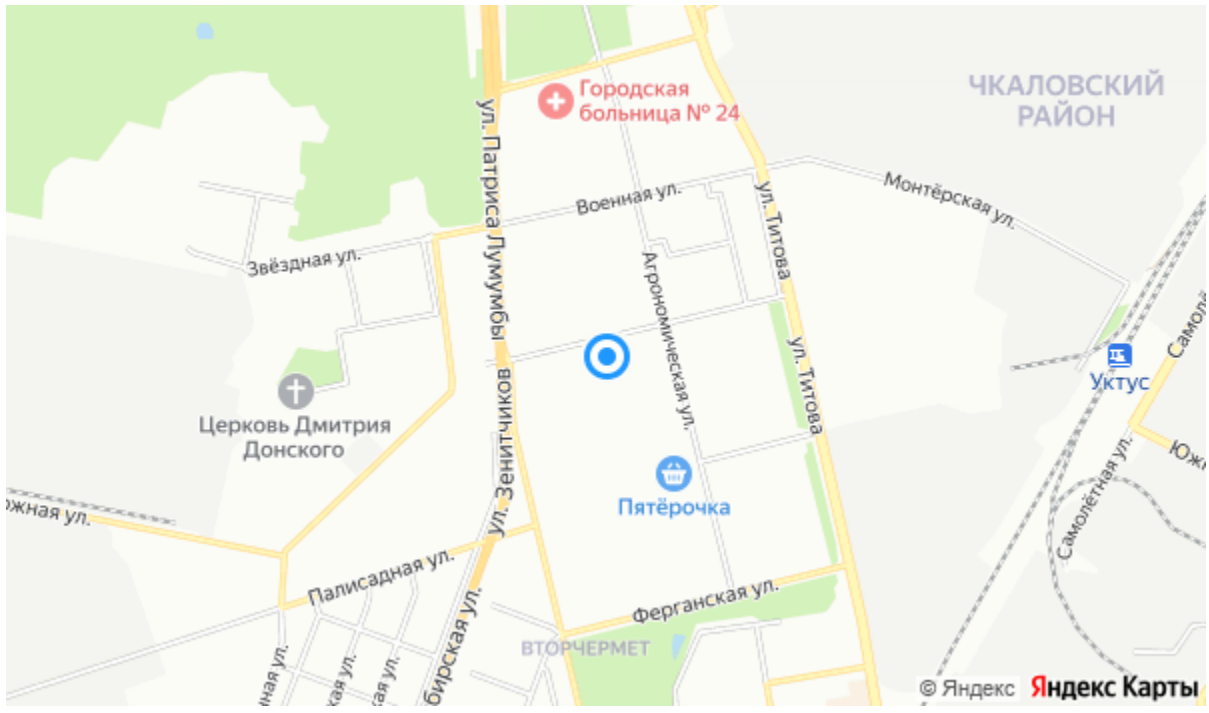 Городская
больница № 24
ЧКАЛОВСКИЙ
РАЙОН
ул. Патриса Лумумбы
Военная ул.
ул. Титова
Монтёрская ул.
Звёздная ул.
Агрономическая ул.
ул. Титова
Уктус
Церковь Дмитрия
Донского
ул. Зенитчиков
Пятёрочка
Самолётная ул.
Палисадная ул.
Ферганская ул.
ВТОРЧЕРМЕТ
© Яндекс Яндекс Карты